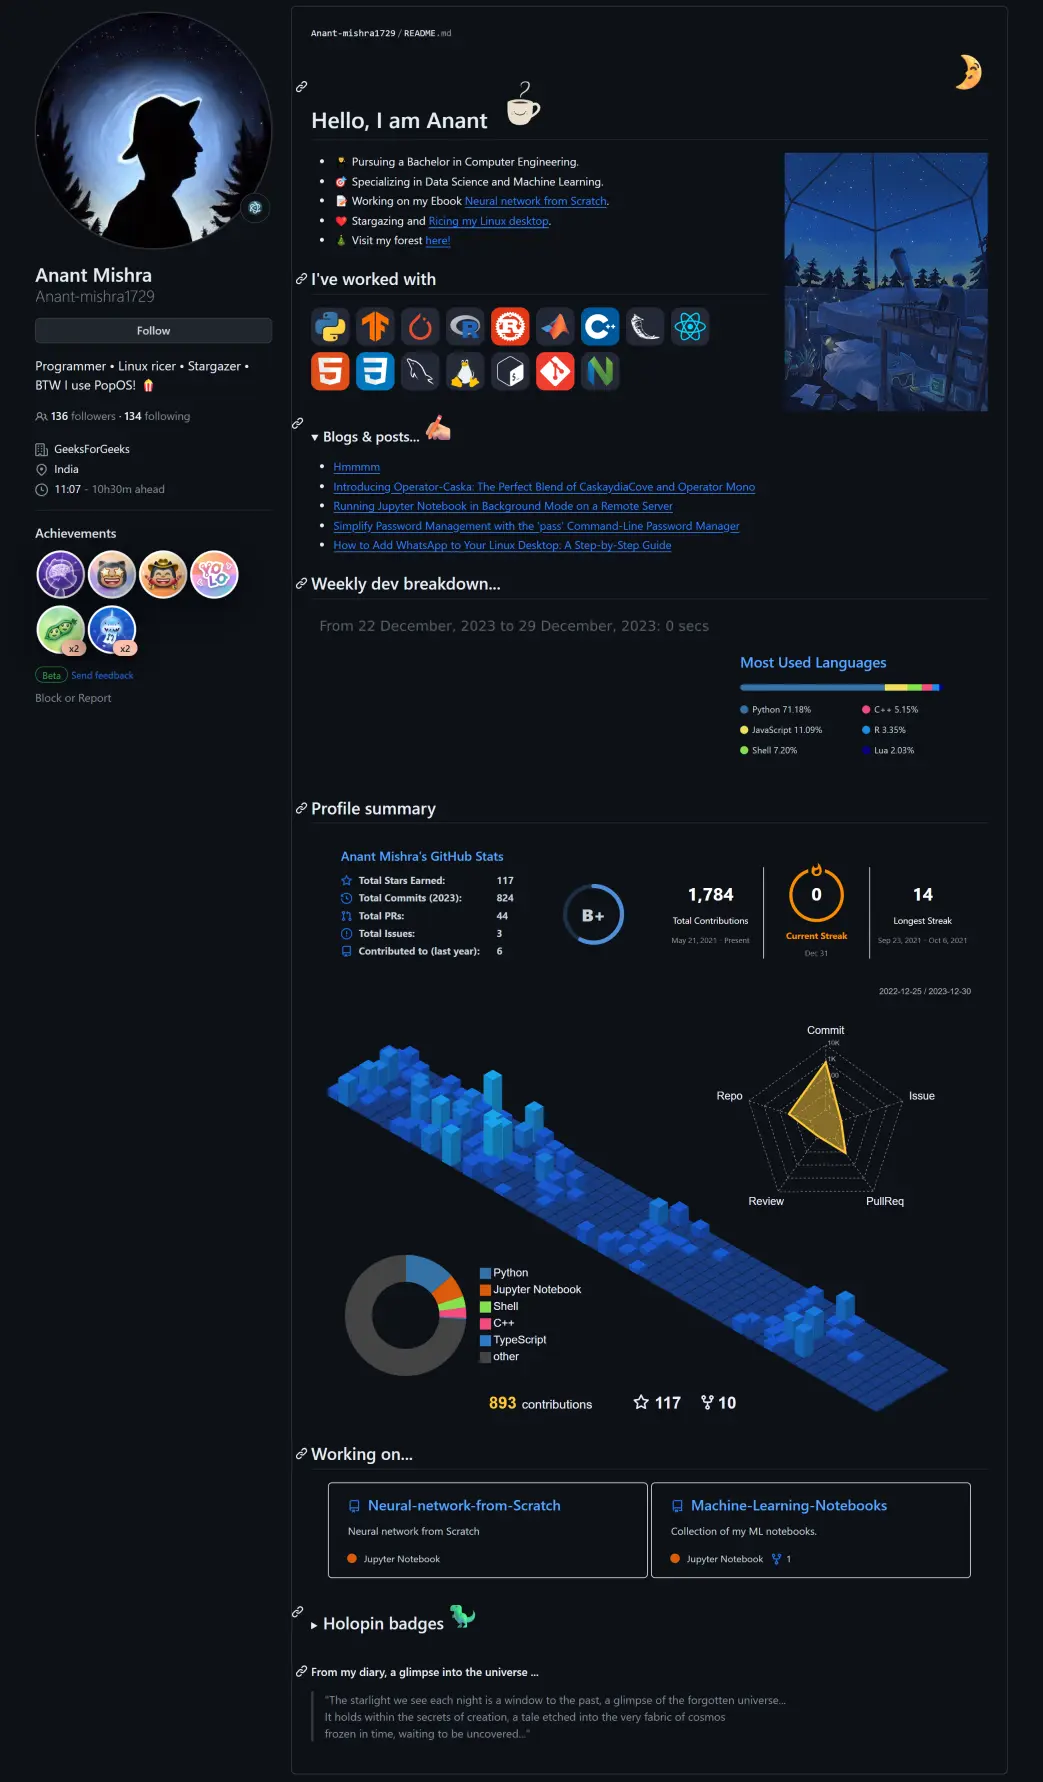 Anant Mishra
Anant-mishra1729
Follow
Programmer • Linux ricer • Stargazer •
BTW I use PopOS! 🍿
136 followers · 134 following
GeeksForGeeks
India
11:07 - 10h30m ahead
Achievements
YOLO
x2
x2
Beta Send feedback
Block or Report
Anant-mishra1729/README.md
Hello, I am Anant
Pursuing a Bachelor in Computer Engineering.
Specializing in Data Science and Machine Learning.
Working on my Ebook Neural network from Scratch.
Stargazing and Ricing my Linux desktop.
Visit my forest here!
I've worked with
Blogs & posts...
Hmmmm
Introducing Operator-Caska: The Perfect Blend of CaskaydiaCove and Operator Mono
Running Jupyter Notebook in Background Mode on a Remote Server
Simplify Password Management with the 'pass' Command-Line Password Manager
How to Add WhatsApp to Your Linux Desktop: A Step-by-Step Guide
Weekly dev breakdown...
From 22 December, 2023 to 29 December, 2023: 0 secs
Most Used Languages
Python 71.18%
C++ 5.15%
JavaScript 11.09%
R 3.35%
Shell 7.20%
Lua 2.03%
Profile summary
Anant Mishra's GitHub Stats
Total Stars Earned: 117
Total Commits (2023): 824
Total PRs: 44
Total Issues: 3
Contributed to (last year): 6
B+
1,784
Total Contributions
May 21, 2021 - Present
0
Current Streak
Dec 31
14
Longest Streak
Sep 23, 2021 - Oct 6, 2021
2022-12-25 / 2023-12-30
Commit
10K
1K
Repo
Issue
Review
PullReq
Python
Jupyter Notebook
Shell
C++
TypeScript
other
893 contributions
117
10
Working on...
Neural-network-from-Scratch
Neural network from Scratch
Jupyter Notebook
Machine-Learning-Notebooks
Collection of my ML notebooks.
Jupyter Notebook 1
Holopin badges
From my diary, a glimpse into the universe ...
"The starlight we see each night is a window to the past, a glimpse of the forgotten universe...
It holds within the secrets of creation, a tale etched into the very fabric of cosmos
frozen in time, waiting to be uncovered..."